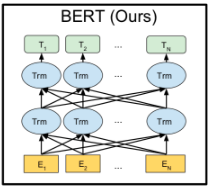 BERT (Ours)
T1 T2 ... TN
Trm Trm Trm
Trm Trm Trm
E1 E2 ... EN